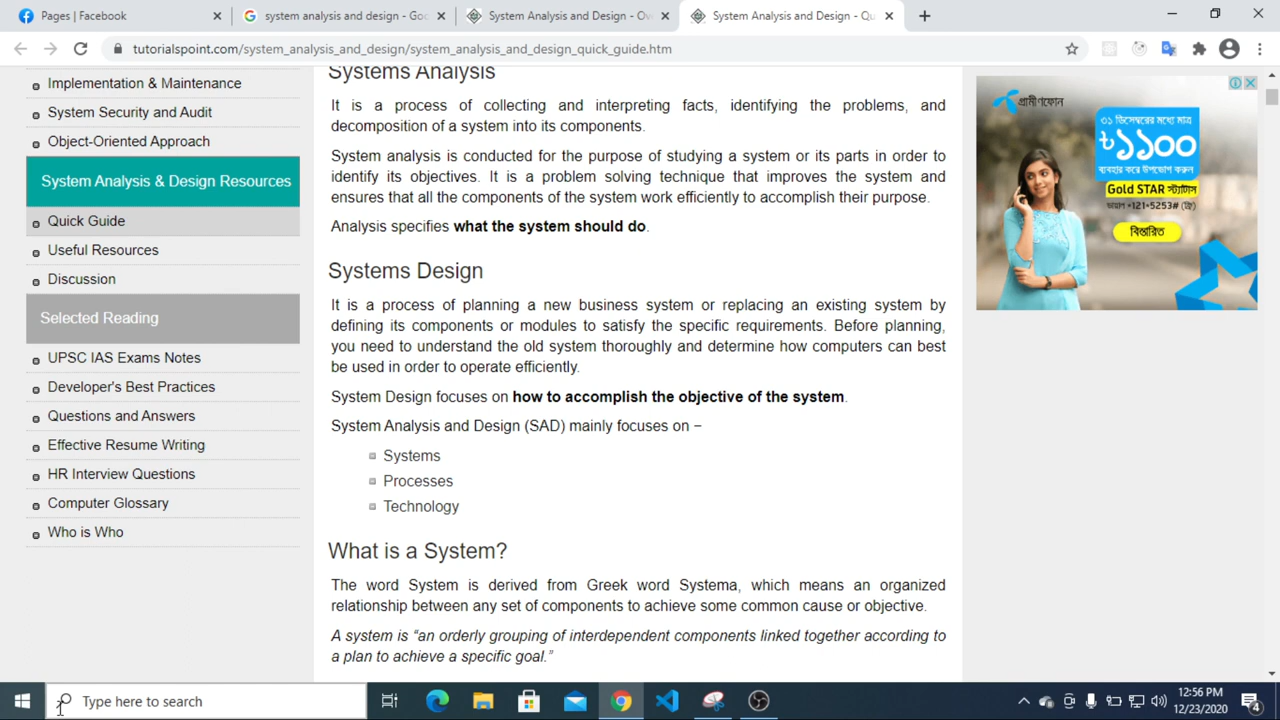 Pages | Facebook
system analysis and design - Goo
System Analysis and Design - Ove
System Analysis and Design - Qu
tutorialspoint.com/system_analysis_and_design/system_analysis_and_design_quick_guide.htm
Implementation & Maintenance
System Security and Audit
Object-Oriented Approach
System Analysis & Design Resources
Quick Guide
Useful Resources
Discussion
Selected Reading
UPSC IAS Exams Notes
Developer's Best Practices
Questions and Answers
Effective Resume Writing
HR Interview Questions
Computer Glossary
Who is Who
Systems Analysis
It is a process of collecting and interpreting facts, identifying the problems, and
decomposition of a system into its components.
System analysis is conducted for the purpose of studying a system or its parts in order to
identify its objectives. It is a problem solving technique that improves the system and
ensures that all the components of the system work efficiently to accomplish their purpose.
Analysis specifies what the system should do.
Systems Design
It is a process of planning a new business system or replacing an existing system by
defining its components or modules to satisfy the specific requirements. Before planning,
you need to understand the old system thoroughly and determine how computers can best
be used in order to operate efficiently.
System Design focuses on how to accomplish the objective of the system.
System Analysis and Design (SAD) mainly focuses on −
Systems
Processes
Technology
What is a System?
The word System is derived from Greek word Systema, which means an organized
relationship between any set of components to achieve some common cause or objective.
A system is “an orderly grouping of interdependent components linked together according to
a plan to achieve a specific goal.”
গ্রামীণফোন
৩১ ডিসেম্বরের মধ্যে মাত্র
৳১১০০
ব্যবহার করে উপভোগ করুন
Gold STAR স্ট্যাটাস
ডায়াল *121*5253# (ফ্রি)
বিস্তারিত
Type here to search
12:56 PM
12/23/2020
4